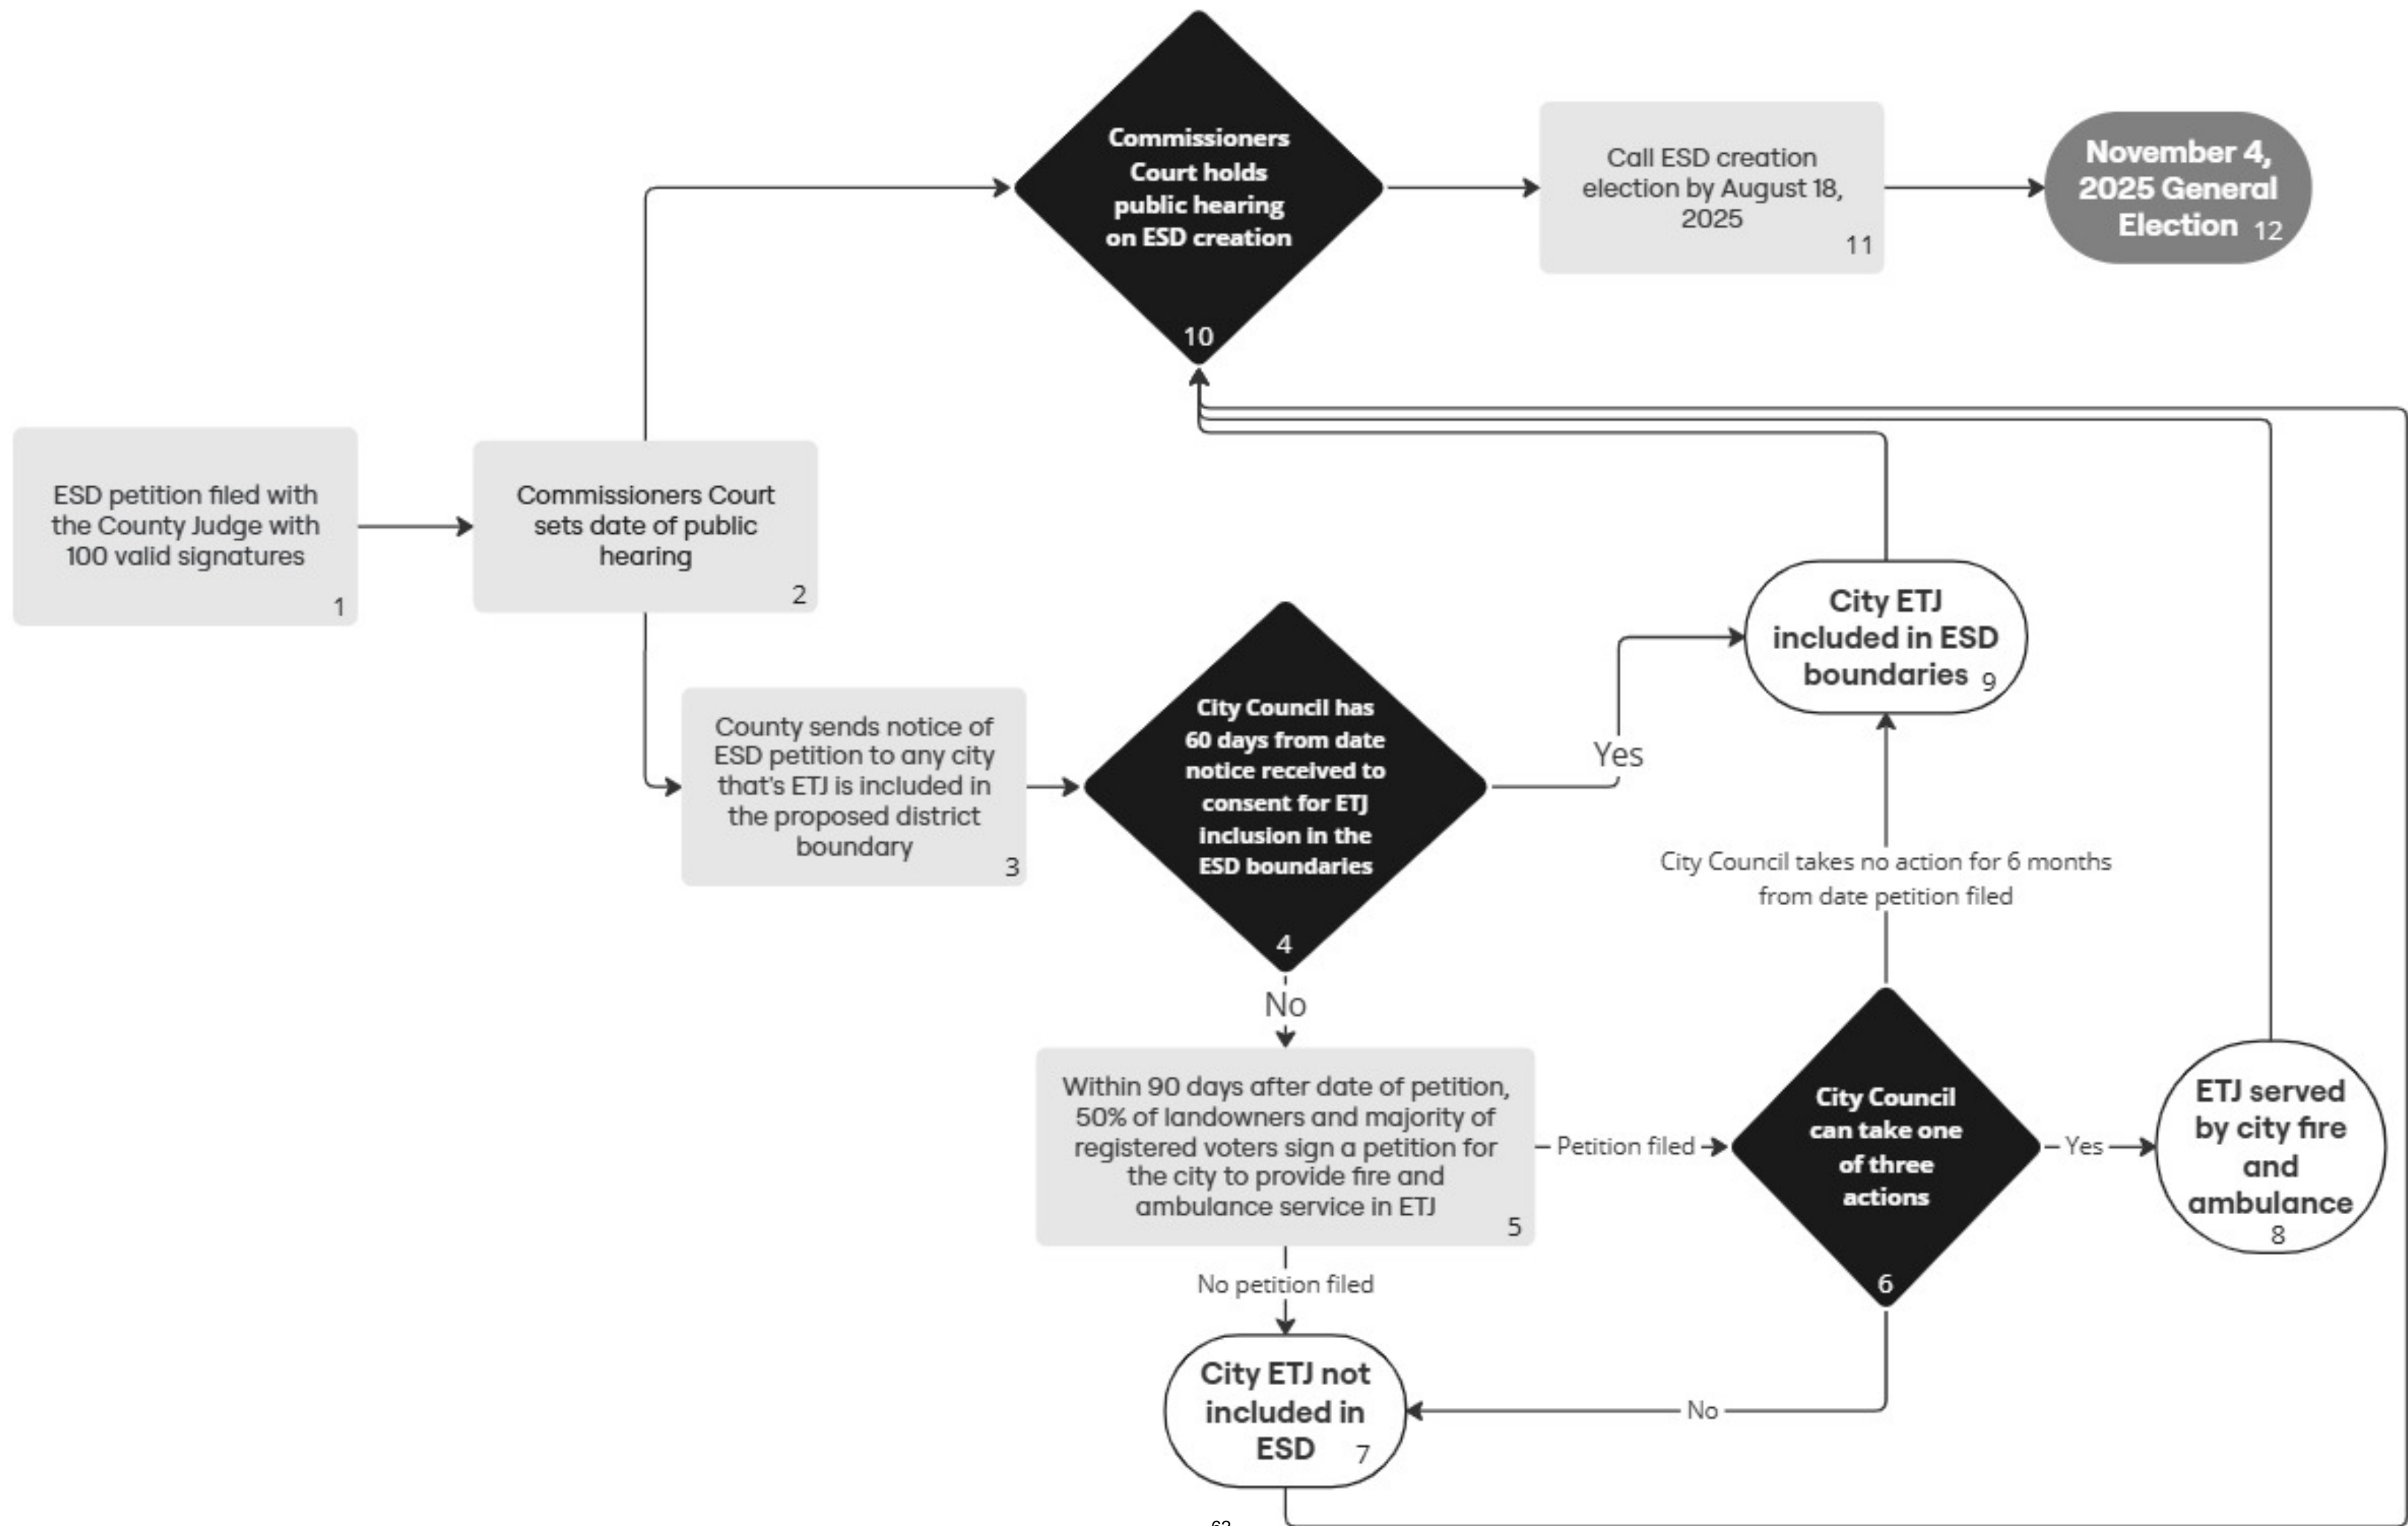 Commissioners
Court holds
public hearing
on ESD creation
10
Call ESD creation
election by August 18,
2025
11
November 4,
2025 General
Election 12
ESD petition filed with
the County Judge with
100 valid signatures
1
Commissioners Court
sets date of public
hearing
2
County sends notice of
ESD petition to any city
that's ETJ is included in
the proposed district
boundary
3
City Council has
60 days from date
notice received to
consent for ETJ
inclusion in the
ESD boundaries
4
Yes
City ETJ
included in ESD
boundaries 9
City Council takes no action for 6 months
from date petition filed
No
Within 90 days after date of petition,
50% of landowners and majority of
registered voters sign a petition for
the city to provide fire and
ambulance service in ETJ
5
Petition filed
City Council
can take one
of three
actions
6
Yes
ETJ served
by city fire
and
ambulance
8
No petition filed
City ETJ not
included in
ESD 7
No